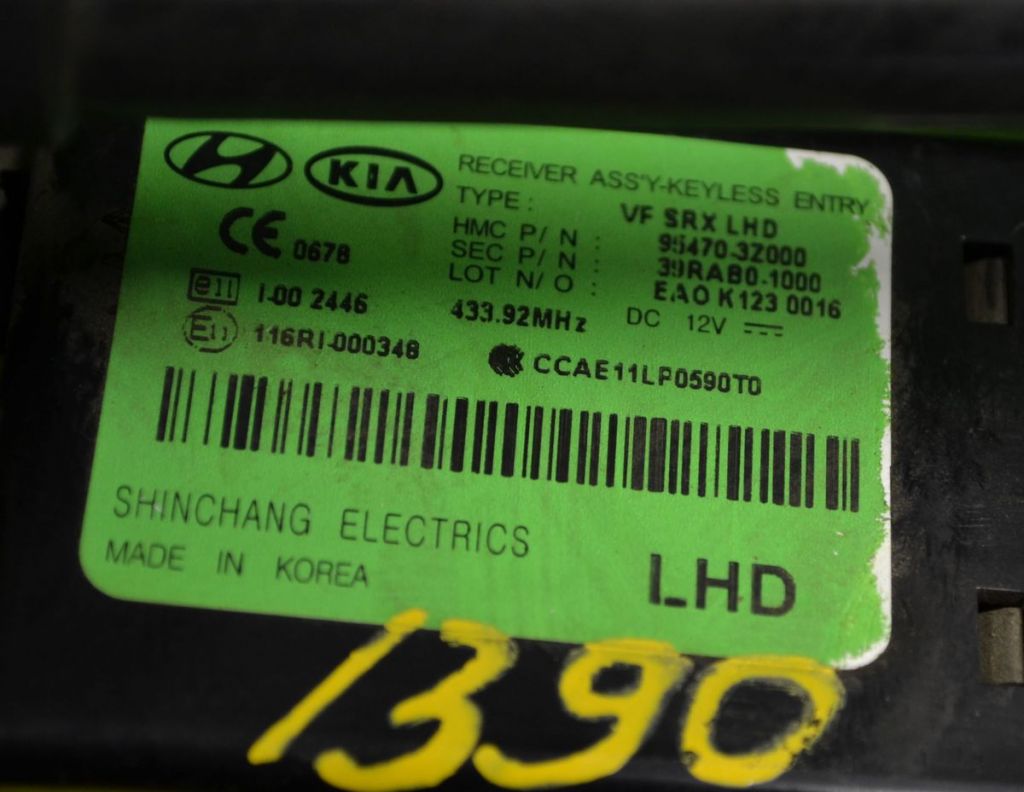 KIA
RECEIVER ASS'Y-KEYLESS ENTRY
TYPE : VF SRX LHD
HMC P/ N : 95470-3Z000
SEC P/ N : 39RAB0-1000
LOT N/ O : EAO K123 0016
CE 0678
e11 I-00 2446
433.92MHz DC 12V
E11 116RI-000348
CCAE11LP0590T0
SHINCHANG ELECTRICS
MADE IN KOREA
LHD
1390